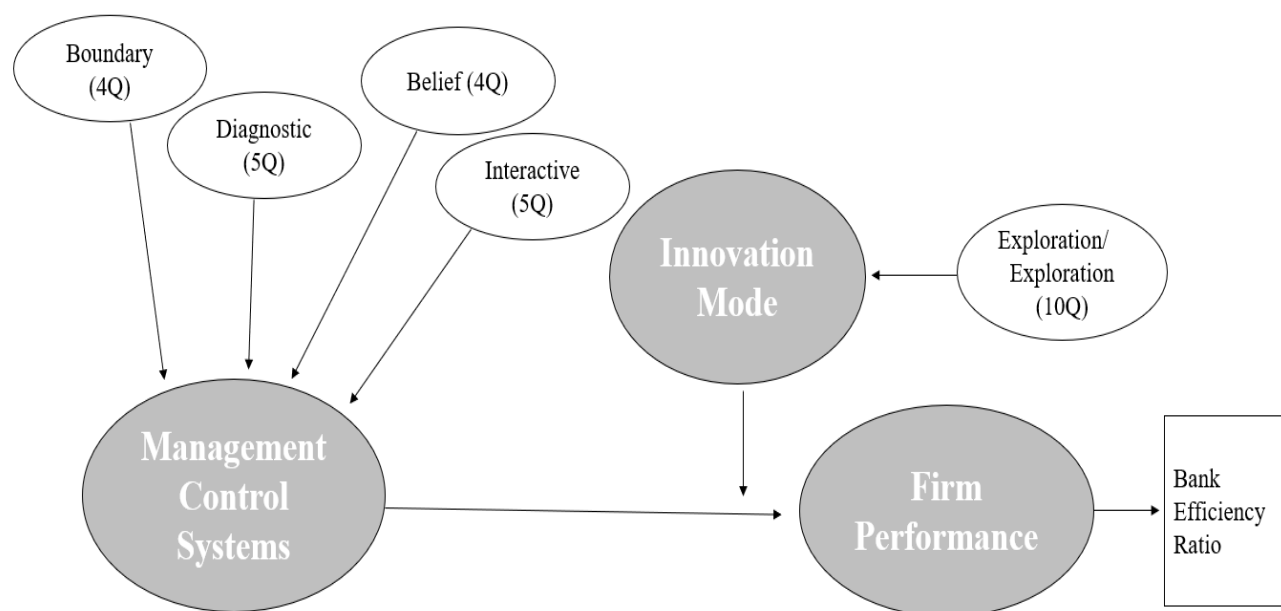 Boundary
(4Q)
Diagnostic
(5Q)
Belief (4Q)
Interactive
(5Q)
Innovation
Mode
Exploration/
Exploration
(10Q)
Management
Control
Systems
Firm
Performance
Bank
Efficiency
Ratio